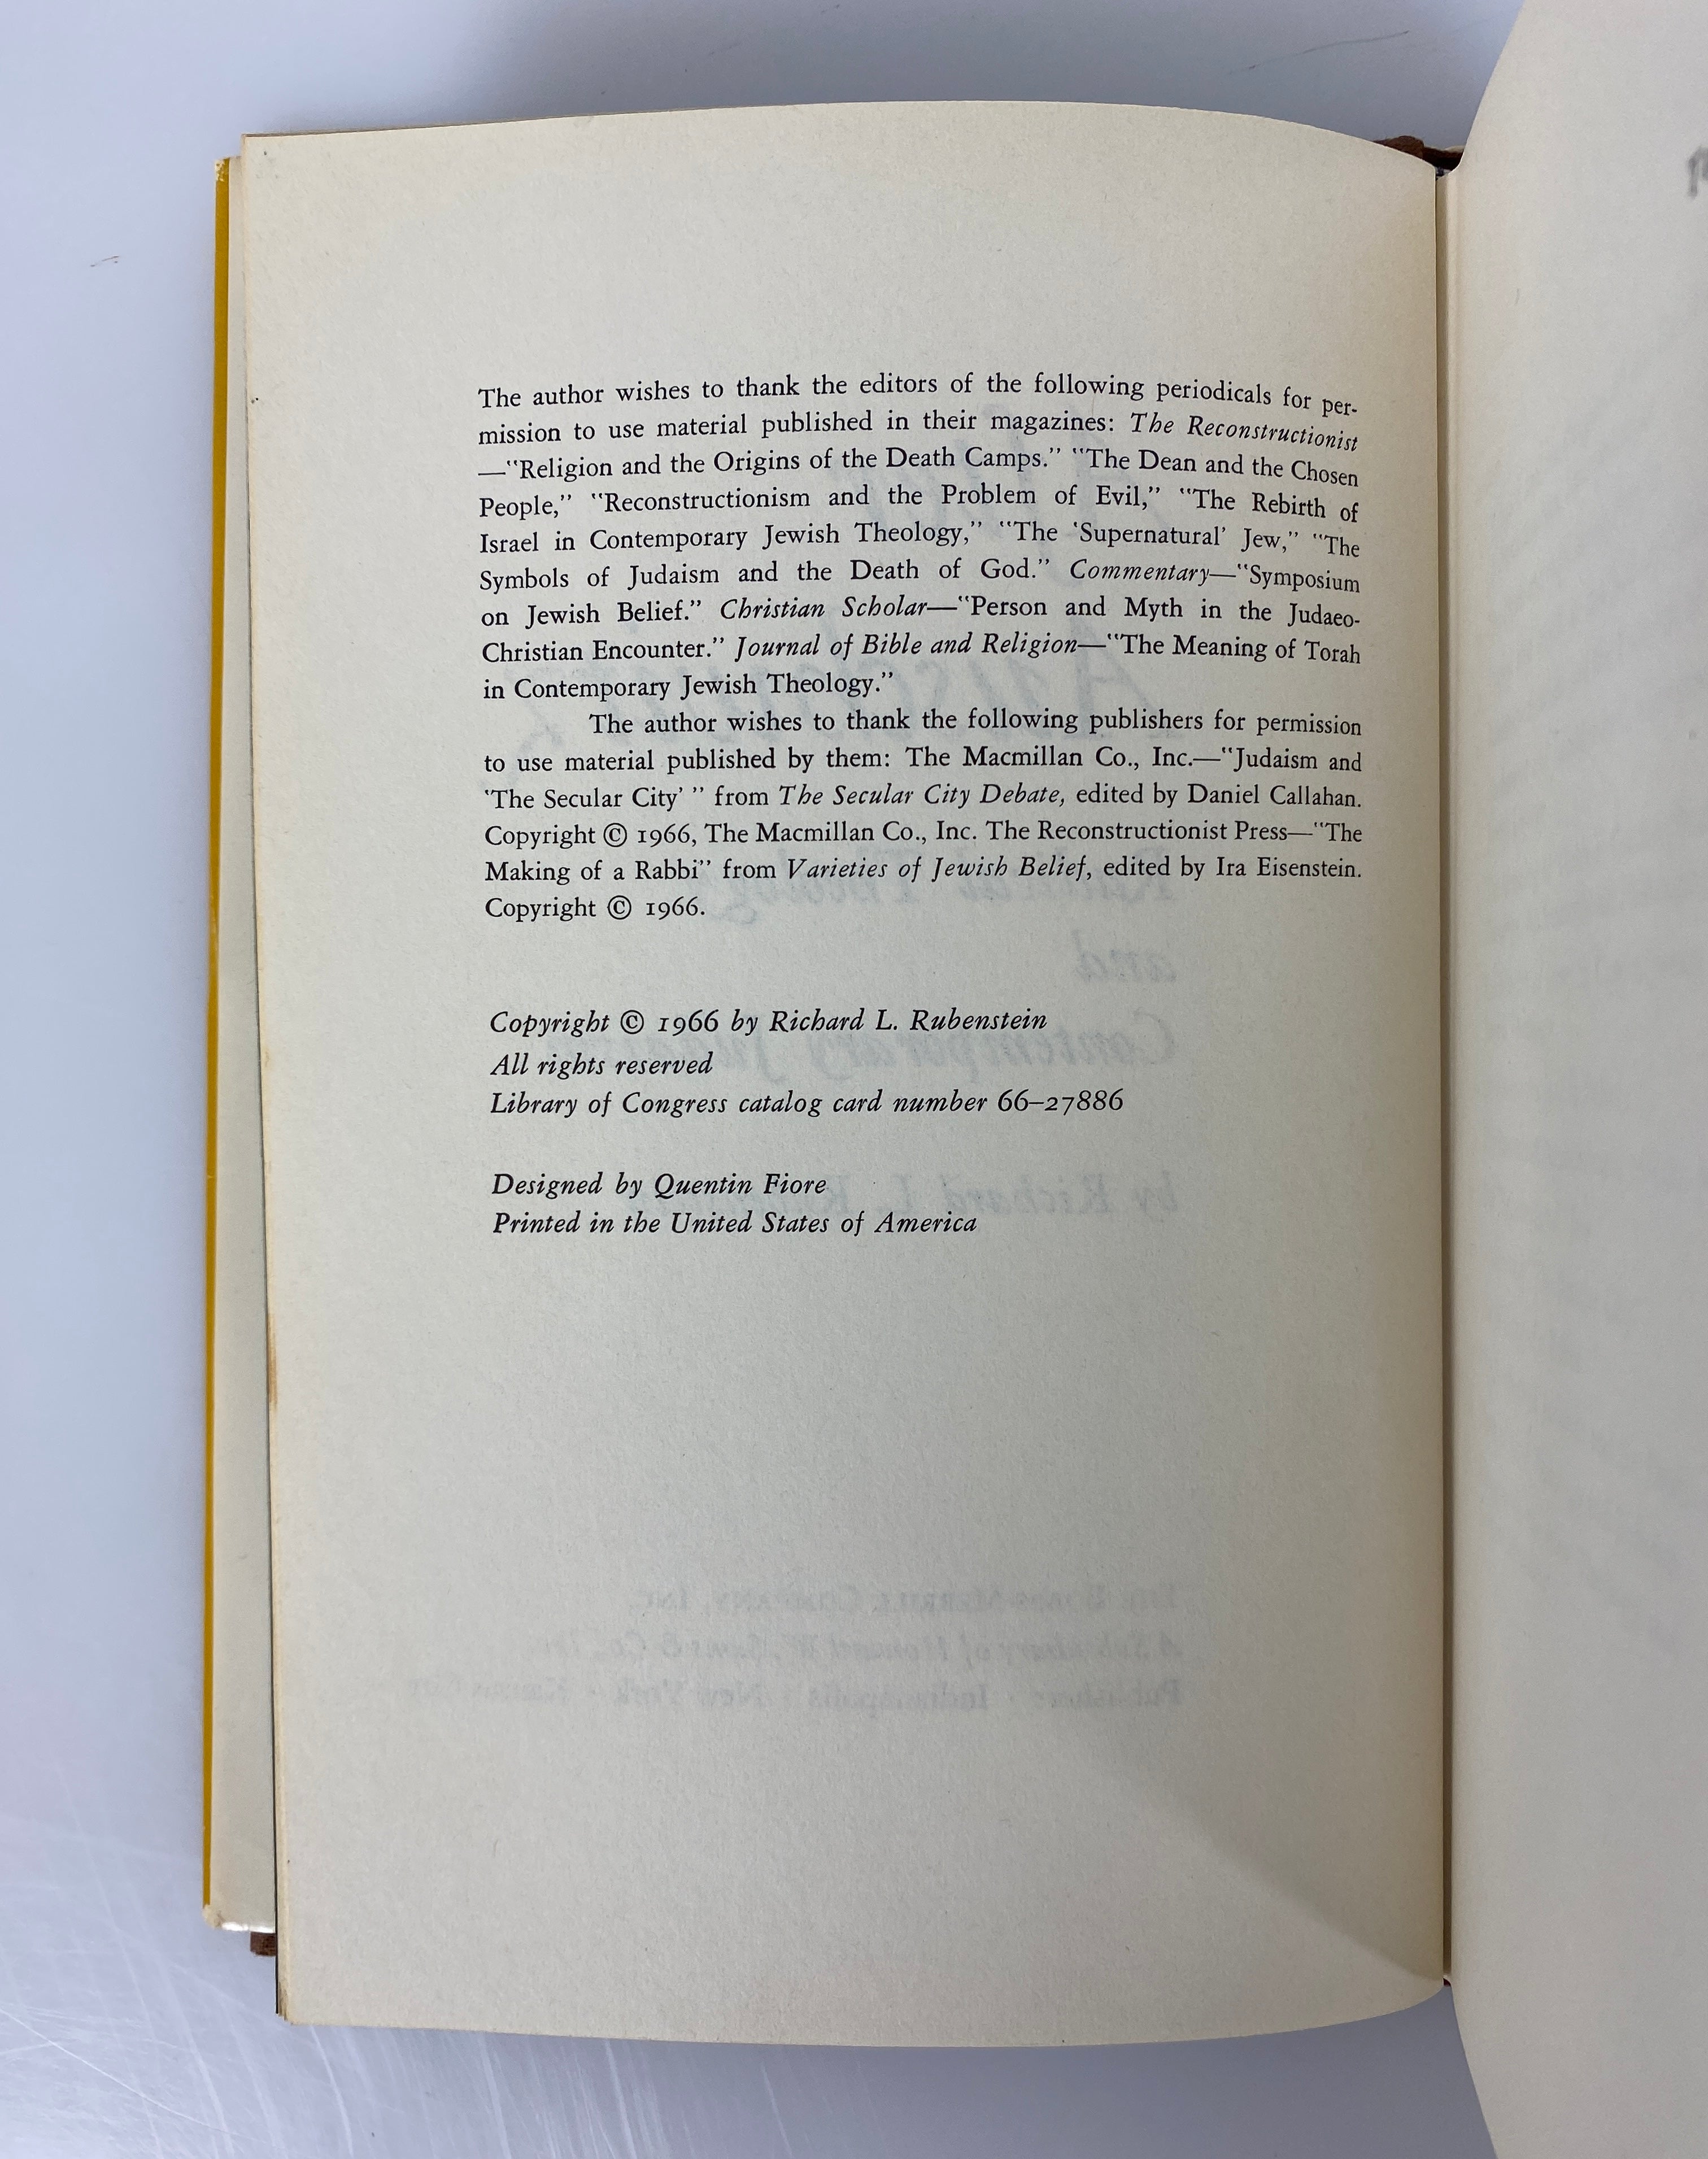 The author wishes to thank the editors of the following periodicals for per-
mission to use material published in their magazines: The Reconstructionist
—"Religion and the Origins of the Death Camps." "The Dean and the Chosen
People," "Reconstructionism and the Problem of Evil," "The Rebirth of
Israel in Contemporary Jewish Theology," "The 'Supernatural' Jew," "The
Symbols of Judaism and the Death of God." Commentary—"Symposium
on Jewish Belief." Christian Scholar—"Person and Myth in the Judaeo-
Christian Encounter." Journal of Bible and Religion—"The Meaning of Torah
in Contemporary Jewish Theology."
The author wishes to thank the following publishers for permission
to use material published by them: The Macmillan Co., Inc.—"Judaism and
'The Secular City' " from The Secular City Debate, edited by Daniel Callahan.
Copyright © 1966, The Macmillan Co., Inc. The Reconstructionist Press—"The
Making of a Rabbi" from Varieties of Jewish Belief, edited by Ira Eisenstein.
Copyright © 1966.
Copyright © 1966 by Richard L. Rubenstein
All rights reserved
Library of Congress catalog card number 66–27886
Designed by Quentin Fiore
Printed in the United States of America